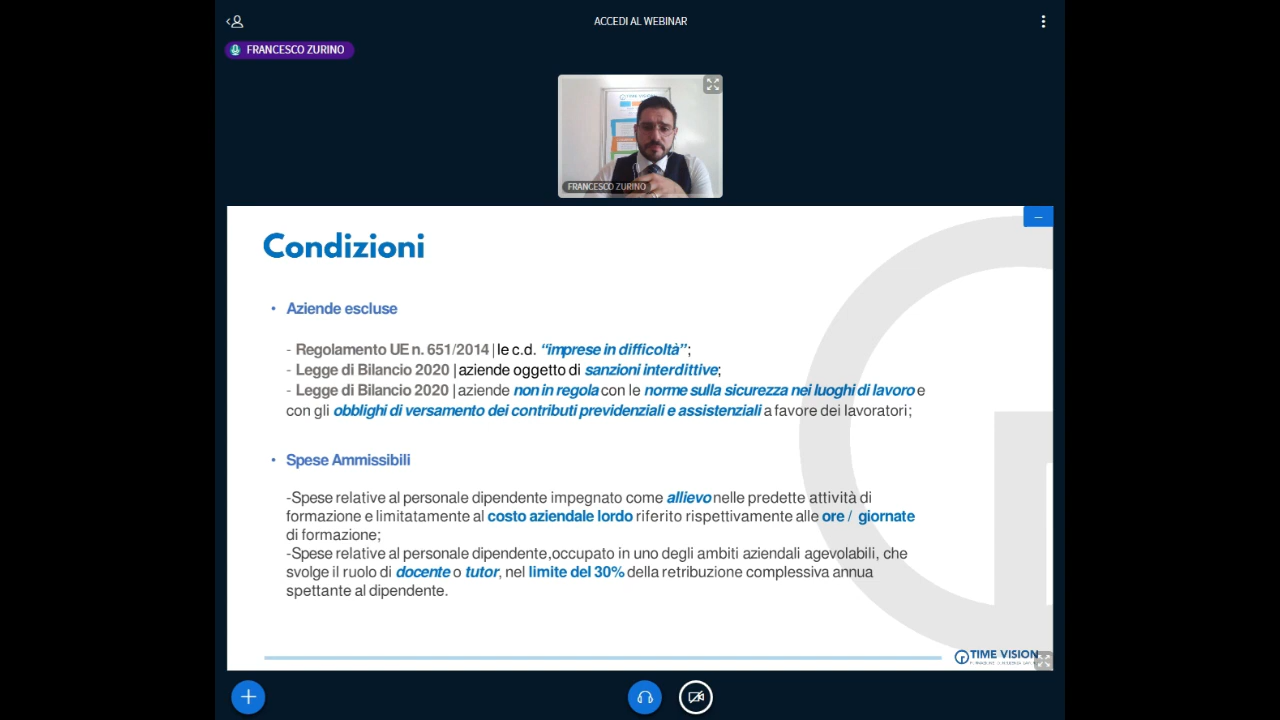 ACCEDI AL WEBINAR
FRANCESCO ZURINO
TIME VISION
FRANCESCO ZURINO
Condizioni
• Aziende escluse
- Regolamento UE n. 651/2014 | le c.d. “imprese in difficoltà”;
- Legge di Bilancio 2020 | aziende oggetto di sanzioni interdittive;
- Legge di Bilancio 2020 | aziende non in regola con le norme sulla sicurezza nei luoghi di lavoro e
con gli obblighi di versamento dei contributi previdenziali e assistenziali a favore dei lavoratori;
• Spese Ammissibili
-Spese relative al personale dipendente impegnato come allievo nelle predette attività di
formazione e limitatamente al costo aziendale lordo riferito rispettivamente alle ore / giornate
di formazione;
-Spese relative al personale dipendente,occupato in uno degli ambiti aziendali agevolabili, che
svolge il ruolo di docente o tutor, nel limite del 30% della retribuzione complessiva annua
spettante al dipendente.
TIME VISION